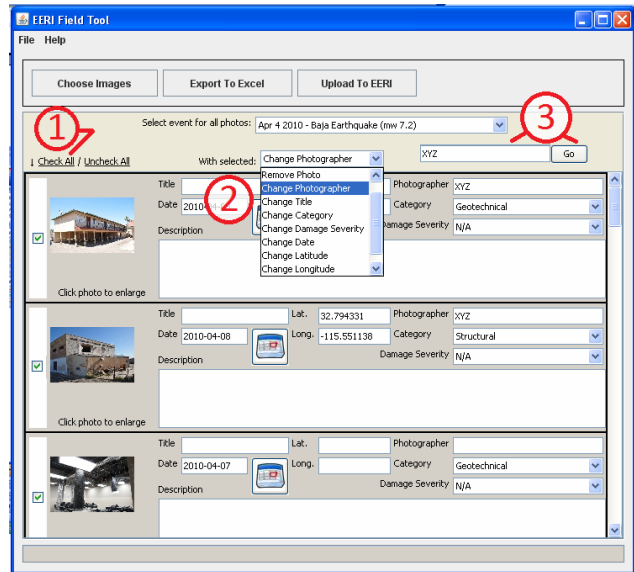 EERI Field Tool
File Help
Choose Images Export To Excel Upload To EERI
1 3
Select event for all photos: Apr 4 2010 - Baja Earthquake (mw 7.2)
↓ Check All / Uncheck All With selected: Change Photographer XYZ Go
Remove Photo
Change Photographer
Change Title
Change Category
Change Damage Severity
Change Date
Change Latitude
Change Longitude
2
Title Photographer XYZ
Date 2010-04 Category Geotechnical
Description Damage Severity N/A
Click photo to enlarge
Title Lat. 32.794331 Photographer XYZ
Date 2010-04-08 Long. -115.551138 Category Structural
Description Damage Severity N/A
Click photo to enlarge
Title Lat. Photographer
Date 2010-04-07 Long. Category Geotechnical
Description Damage Severity N/A